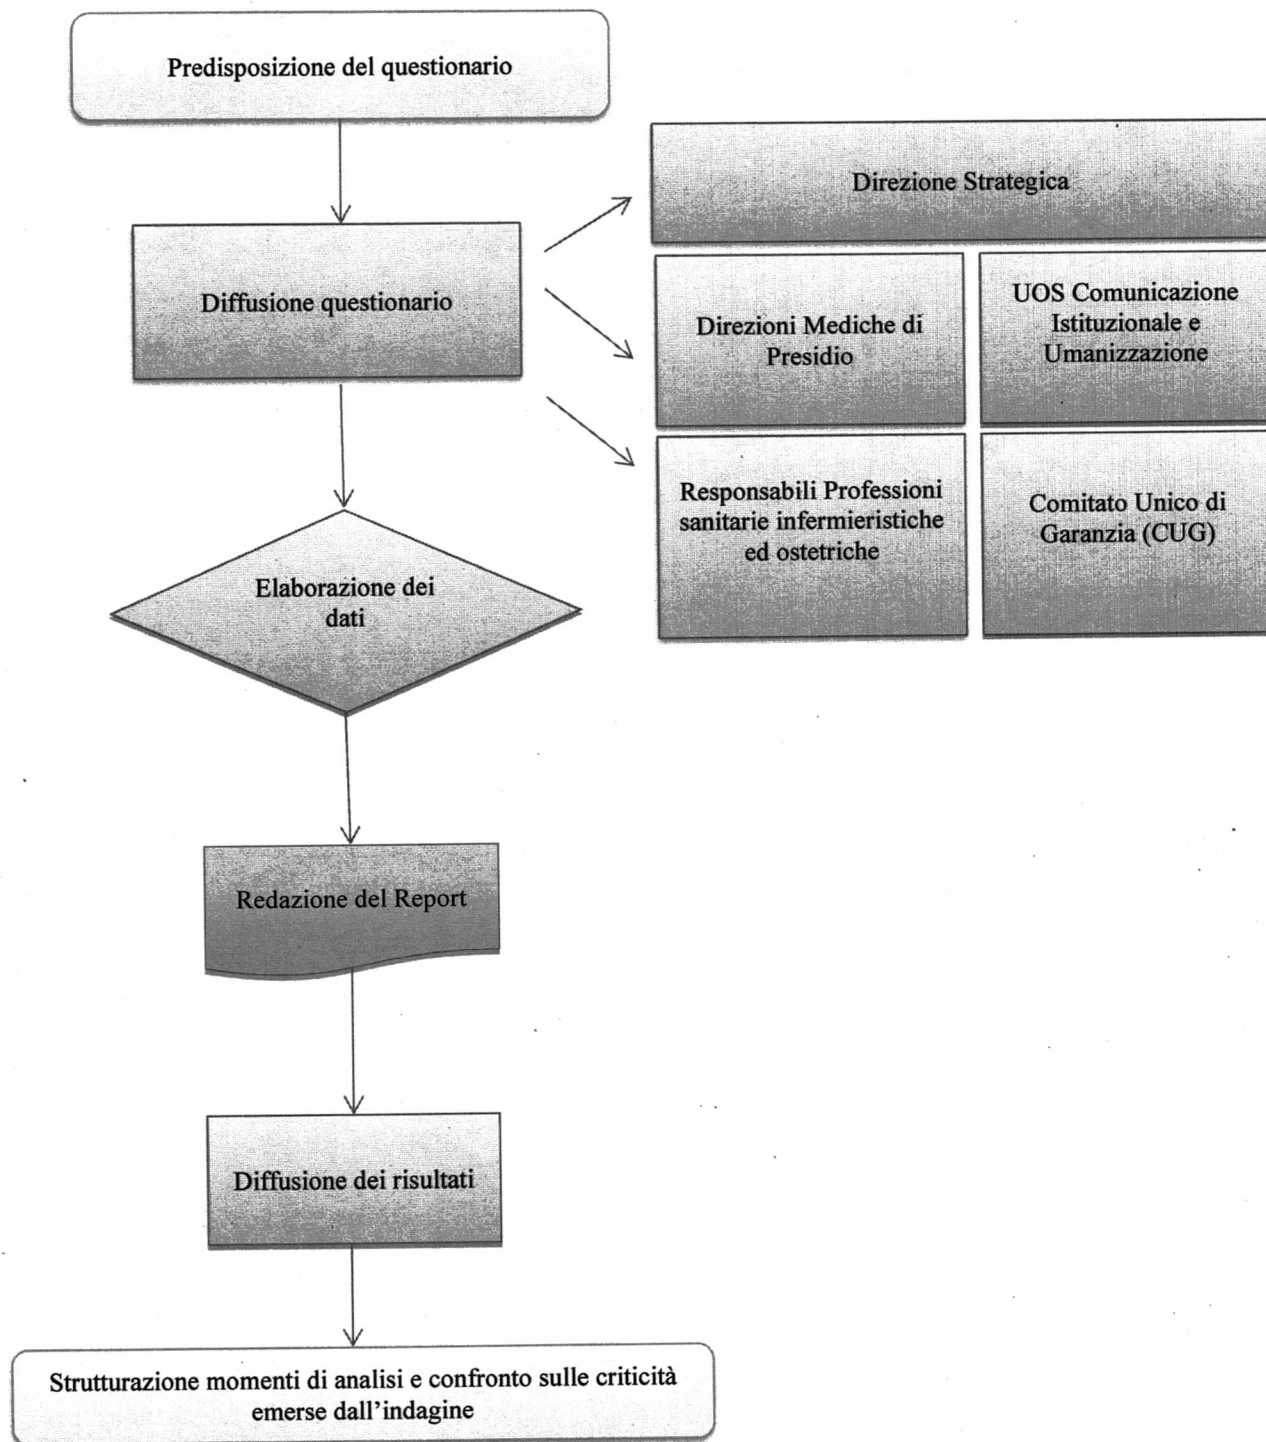 Predisposizione del questionario
Direzione Strategica
Diffusione questionario
Direzioni Mediche di
Presidio
UOS Comunicazione
Istituzionale e
Umanizzazione
Responsabili Professioni
sanitarie infermieristiche
ed ostetriche
Comitato Unico di
Garanzia (CUG)
Elaborazione dei
dati
Redazione del Report
Diffusione dei risultati
Strutturazione momenti di analisi e confronto sulle criticità
emerse dall'indagine